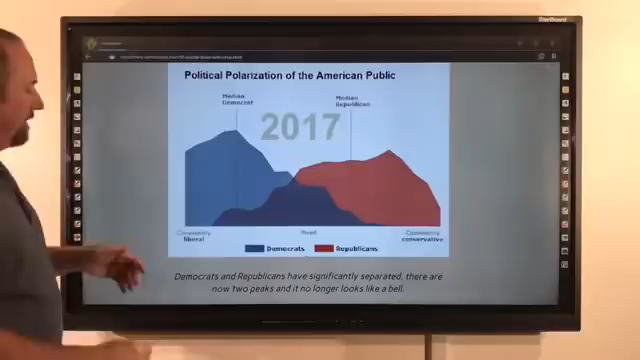 StarBoard
Political Polarization of the American Public
Median
Democrat
Median
Republican
2017
Consistently
liberal
Mixed
Consistently
conservative
Democrats
Republicans
Democrats and Republicans have significantly separated, there are
now two peaks and it no longer looks like a bell.